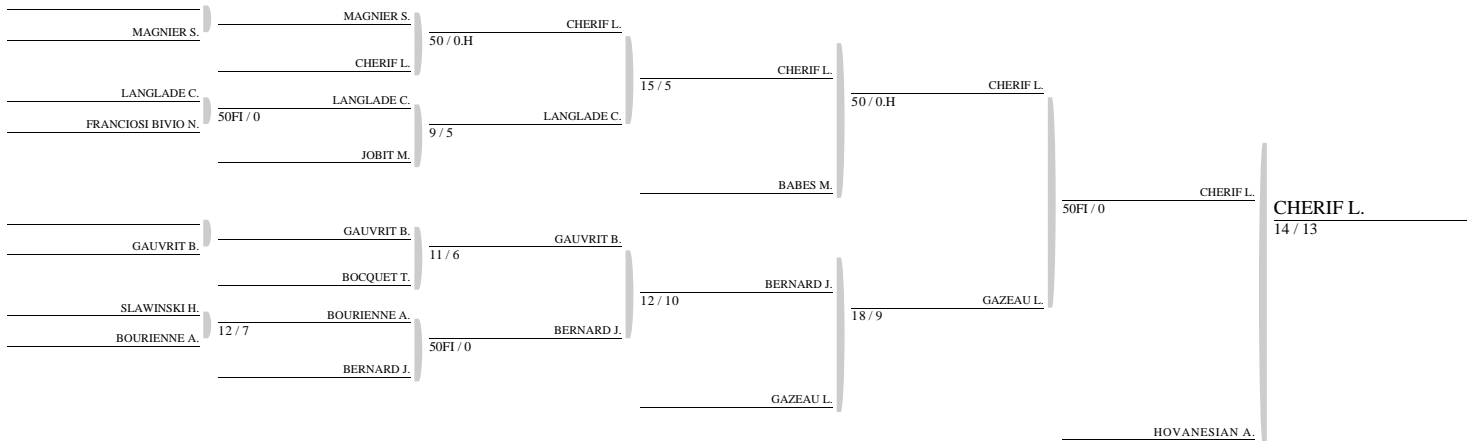 MAGNIER S.
LANGLADE C.
FRANCIOSI BIVIO N.
GAUVRIT B.
SLAWINSKI H.
BOURIENNE A.
MAGNIER S.
CHERIF L.
LANGLADE C.
50FI / 0
JOBIT M.
GAUVRIT B.
BOCQUET T.
BOURIENNE A.
12 / 7
BERNARD J.
CHERIF L.
50 / 0.H
LANGLADE C.
9 / 5
GAUVRIT B.
11 / 6
BERNARD J.
50FI / 0
CHERIF L.
15 / 5
BABES M.
BERNARD J.
12 / 10
GAZEAU L.
CHERIF L.
50 / 0.H
GAZEAU L.
18 / 9
CHERIF L.
50FI / 0
HOVANESIAN A.
CHERIF L.
14 / 13